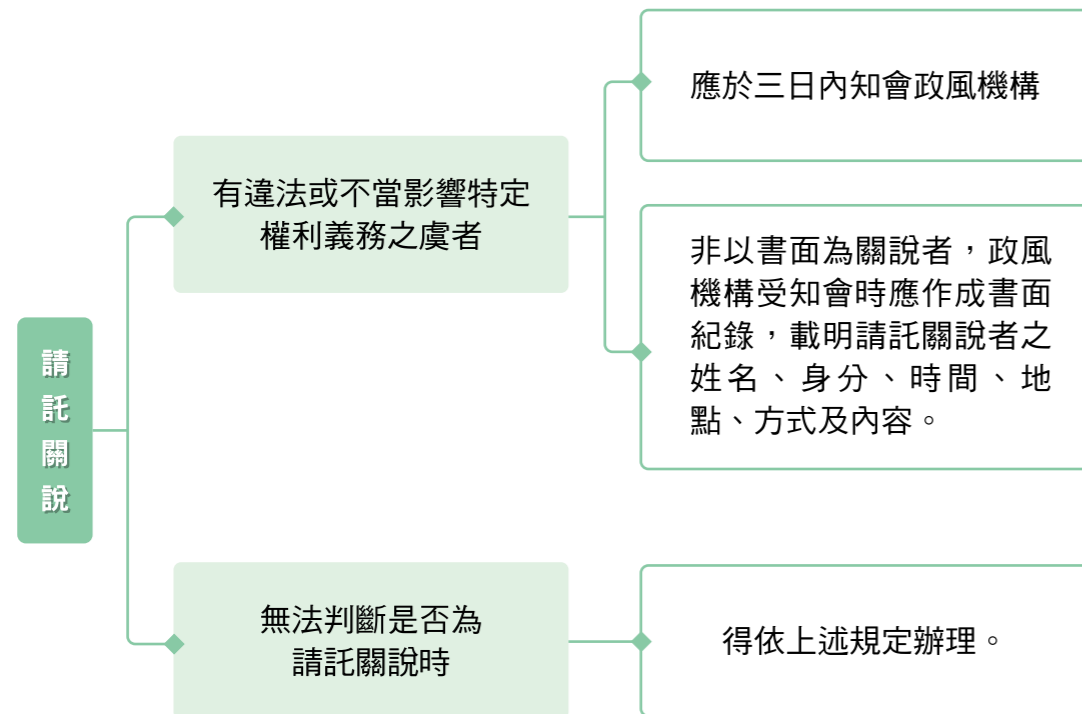 請託關說
有違法或不當影響特定
權利義務之虞者
應於三日內知會政風機構
非以書面為關說者，政風
機構受知會時應作成書面
紀錄，載明請託關說者之
姓名、身分、時間、地
點、方式及內容。
無法判斷是否為
請託關說時
得依上述規定辦理。